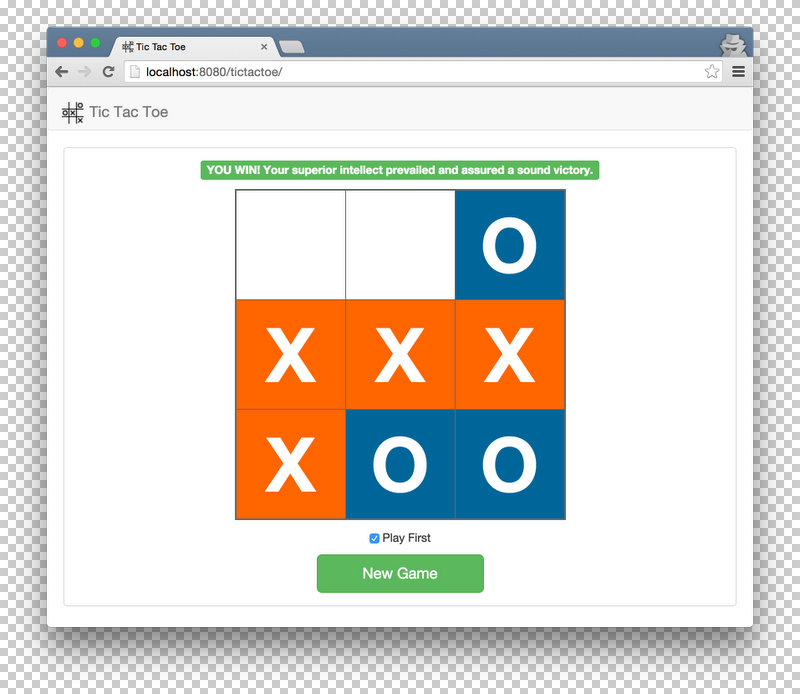 Tic Tac Toe
localhost:8080/tictactoe/
Tic Tac Toe
YOU WIN! Your superior intellect prevailed and assured a sound victory.
O
X X X
X O O
Play First
New Game